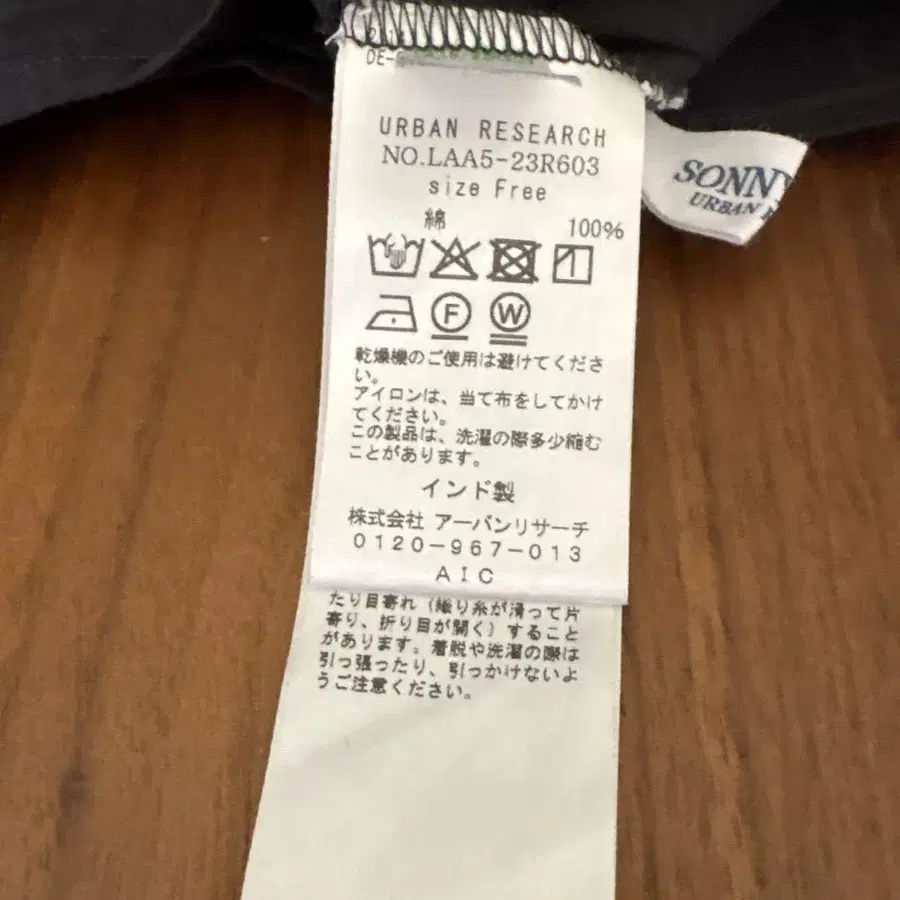 DE-
URBAN RESEARCH
NO.LAA5-23R603
size Free
綿 100%
F W
乾燥機のご使用は避けてくださ
い。
アイロンは、当て布をしてかけ
てください。
この製品は、洗濯の際多少縮む
ことがあります。
インド製
株式会社 アーバンリサーチ
0120-967-013
AIC
たり目寄れ（織り糸が滑って片
寄り、折り目が開く）すること
があります。着脱や洗濯の際は
引っ張ったり、引っかけないよ
うご注意ください。
SONN
URBAN